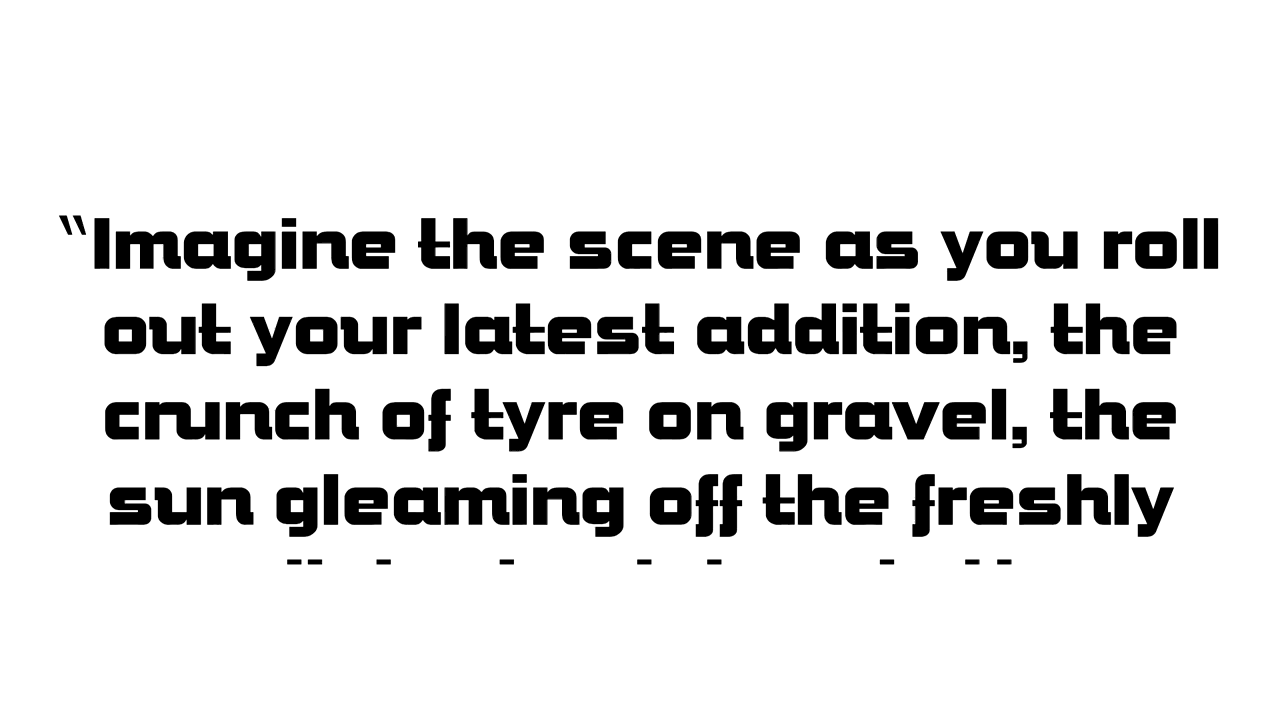 “Imagine the scene as you roll
out your latest addition, the
crunch of tyre on gravel, the
sun gleaming off the freshly